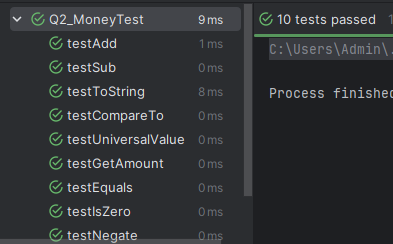 Q2_MoneyTest 9 ms
testAdd 1 ms
testSub 0 ms
testToString 8 ms
testCompareTo 0 ms
testUniversalValue 0 ms
testGetAmount 0 ms
testEquals 0 ms
testIsZero 0 ms
testNegate 0 ms
10 tests passed
C:\Users\Admin\.
Process finished